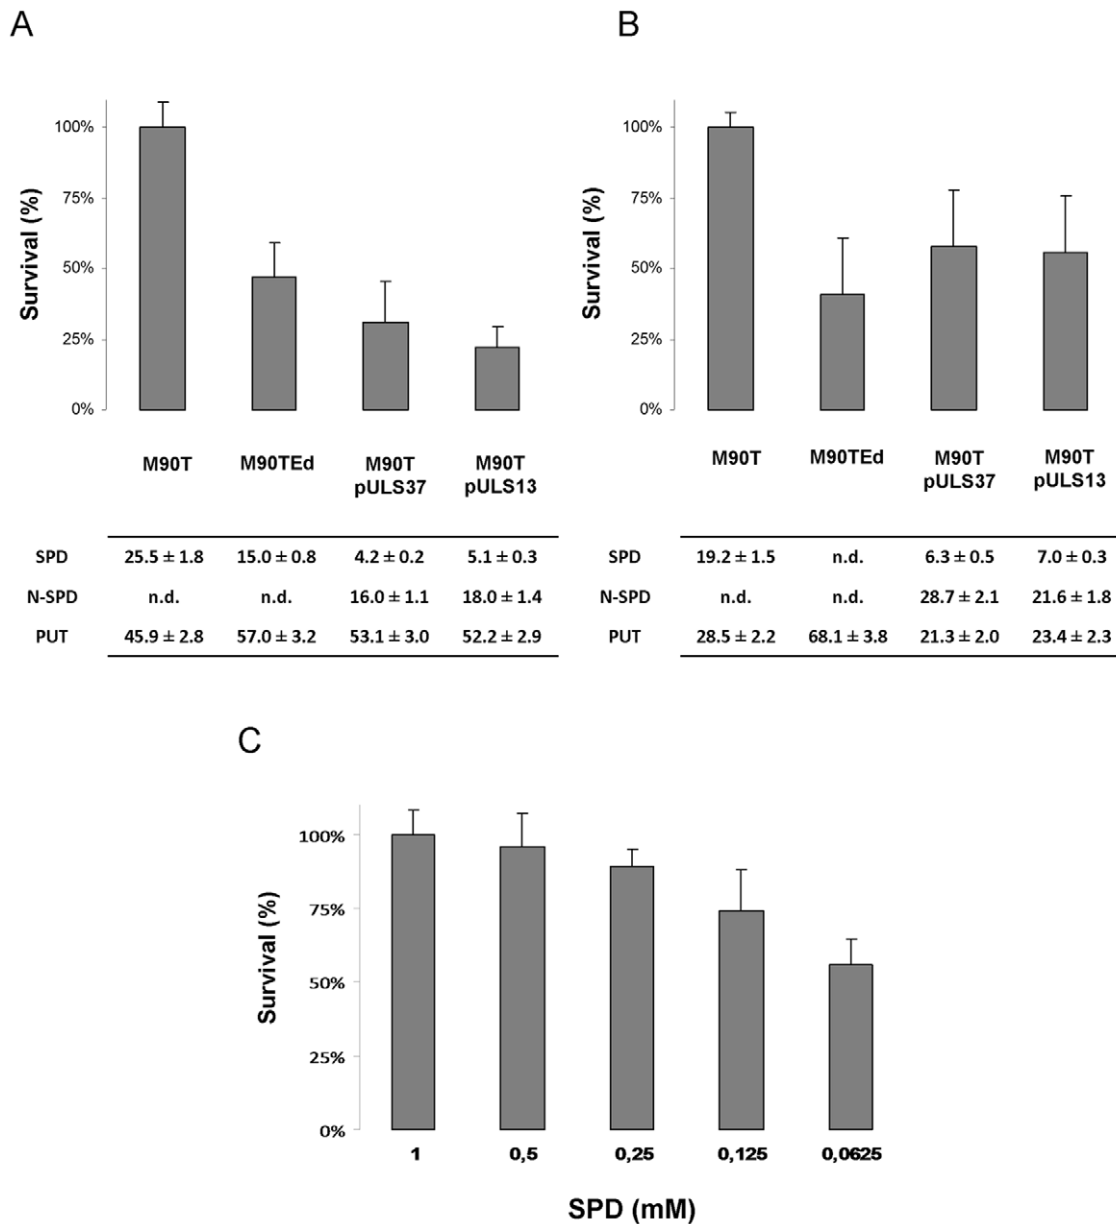 A
Survival (%)
100%
75%
50%
25%
0%
M90T M90TEd M90T M90T
pULS37 pULS13
SPD 25.5 ± 1.8 15.0 ± 0.8 4.2 ± 0.2 5.1 ± 0.3
N-SPD n.d. n.d. 16.0 ± 1.1 18.0 ± 1.4
PUT 45.9 ± 2.8 57.0 ± 3.2 53.1 ± 3.0 52.2 ± 2.9
B
Survival (%)
100%
75%
50%
25%
0%
M90T M90TEd M90T M90T
pULS37 pULS13
SPD 19.2 ± 1.5 n.d. 6.3 ± 0.5 7.0 ± 0.3
N-SPD n.d. n.d. 28.7 ± 2.1 21.6 ± 1.8
PUT 28.5 ± 2.2 68.1 ± 3.8 21.3 ± 2.0 23.4 ± 2.3
C
Survival (%)
100%
75%
50%
25%
0%
1 0,5 0,25 0,125 0,0625
SPD (mM)